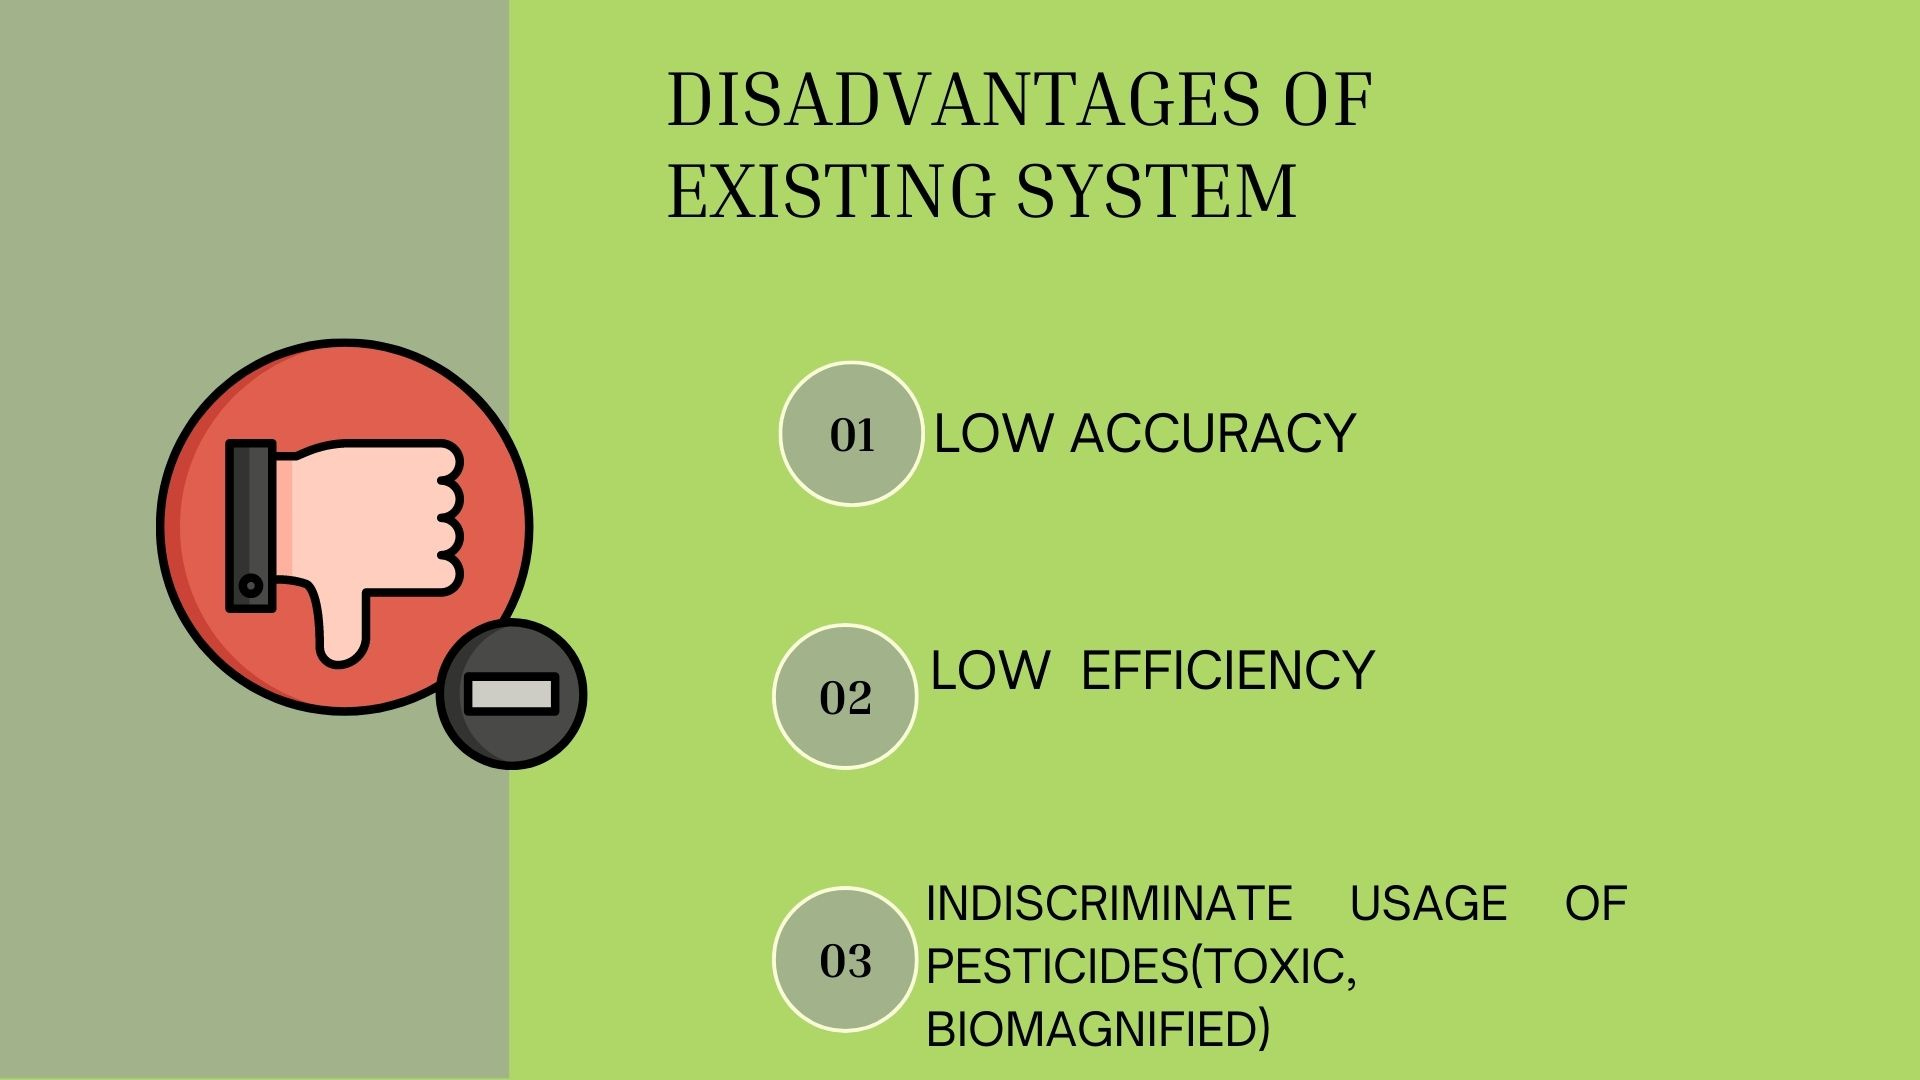 DISADVANTAGES OF
EXISTING SYSTEM
01 LOW ACCURACY
02 LOW EFFICIENCY
03 INDISCRIMINATE USAGE OF
PESTICIDES(TOXIC,
BIOMAGNIFIED)